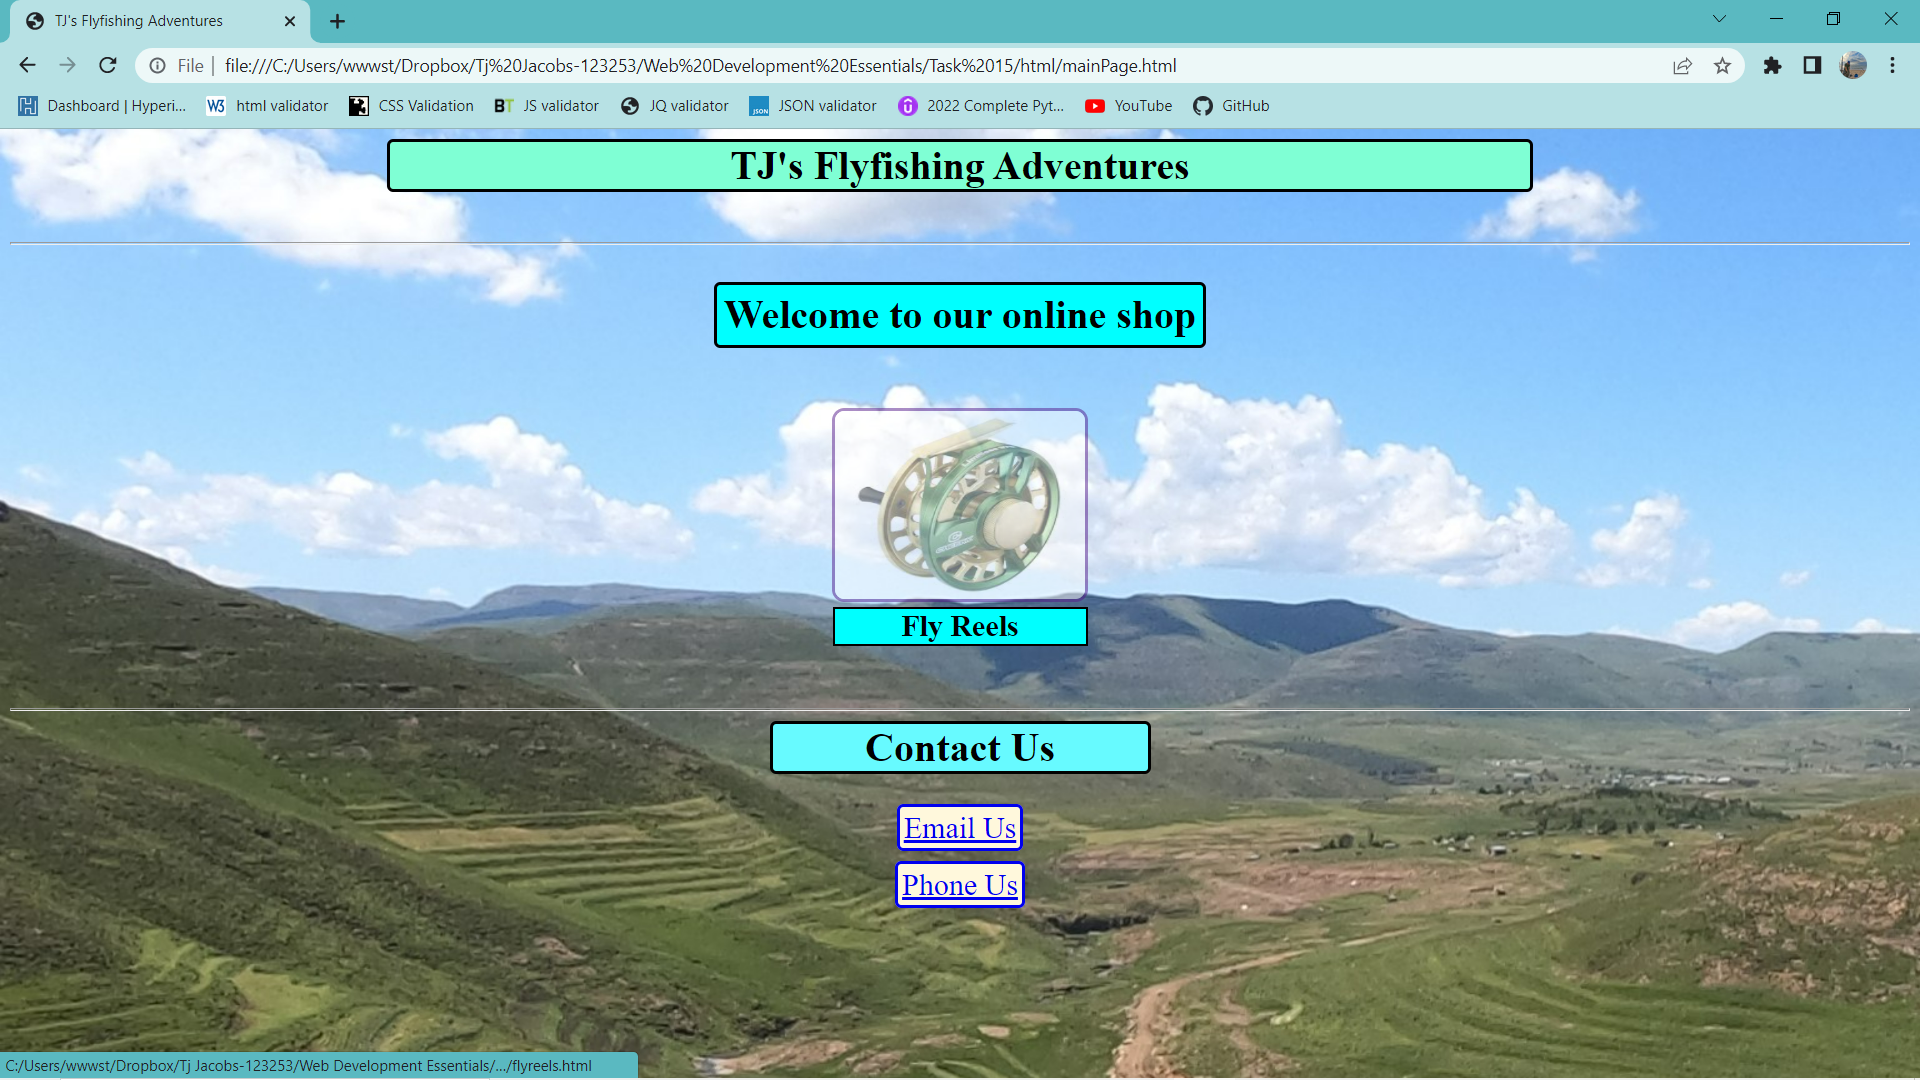 TJ's Flyfishing Adventures
File
file:///C:/Users/wwwst/Dropbox/Tj%20Jacobs-123253/Web%20Development%20Essentials/Task%2015/html/mainPage.html
Dashboard | Hyperi...
W3 html validator
CSS Validation
BT JS validator
JQ validator
JSON JSON validator
2022 Complete Pyt...
YouTube
GitHub
TJ's Flyfishing Adventures
Welcome to our online shop
Fly Reels
Contact Us
Email Us
Phone Us
C:/Users/wwwst/Dropbox/Tj Jacobs-123253/Web Development Essentials/.../flyreels.html